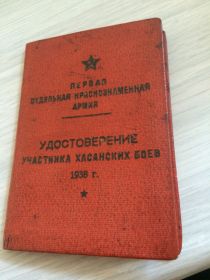 ПЕРВАЯ
ОТДЕЛЬНАЯ КРАСНОЗНАМЕННАЯ
АРМИЯ
УДОСТОВЕРЕНИЕ
УЧАСТНИКА ХАСАНСКИХ БОЕВ
1938 г.